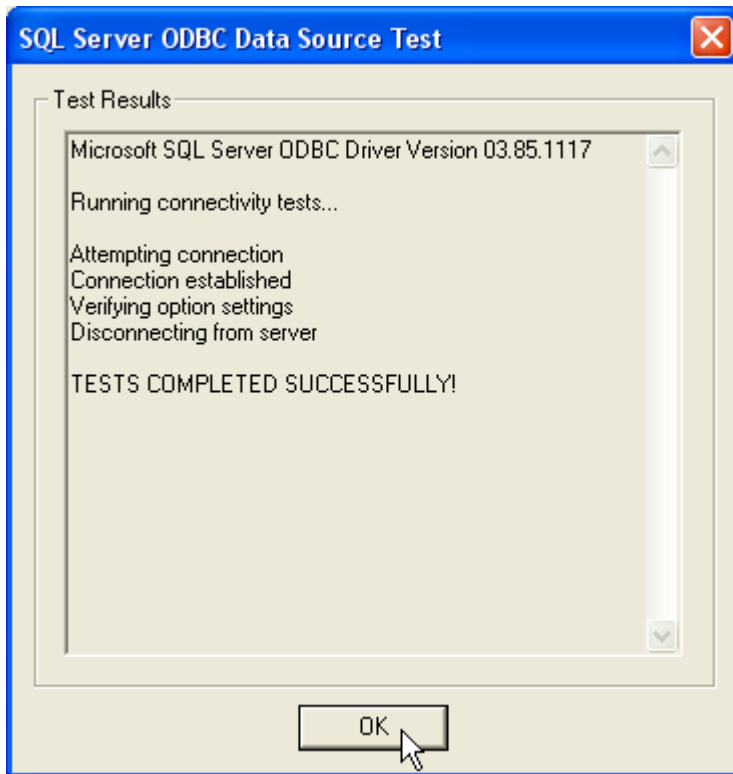 SQL Server ODBC Data Source Test
Test Results
Microsoft SQL Server ODBC Driver Version 03.85.1117
Running connectivity tests...
Attempting connection
Connection established
Verifying option settings
Disconnecting from server
TESTS COMPLETED SUCCESSFULLY!
OK